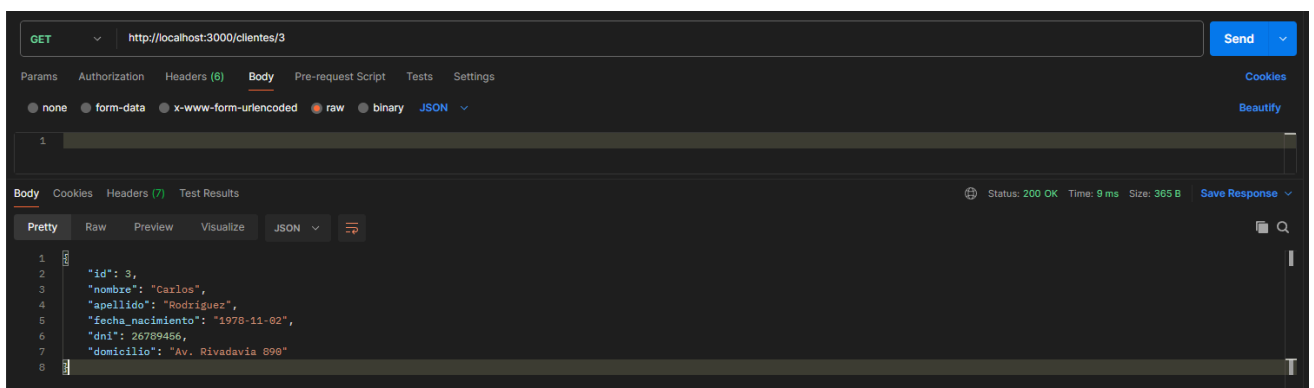 GET http://localhost:3000/clientes/3 Send
Params Authorization Headers (6) Body Pre-request Script Tests Settings Cookies
none form-data x-www-form-urlencoded raw binary JSON Beautify
1
Body Cookies Headers (7) Test Results Status: 200 OK Time: 9 ms Size: 365 B Save Response
Pretty Raw Preview Visualize JSON
1 {
2 "id": 3,
3 "nombre": "Carlos",
4 "apellido": "Rodríguez",
5 "fecha_nacimiento": "1978-11-02",
6 "dni": 26789456,
7 "domicilio": "Av. Rivadavia 890"
8 }